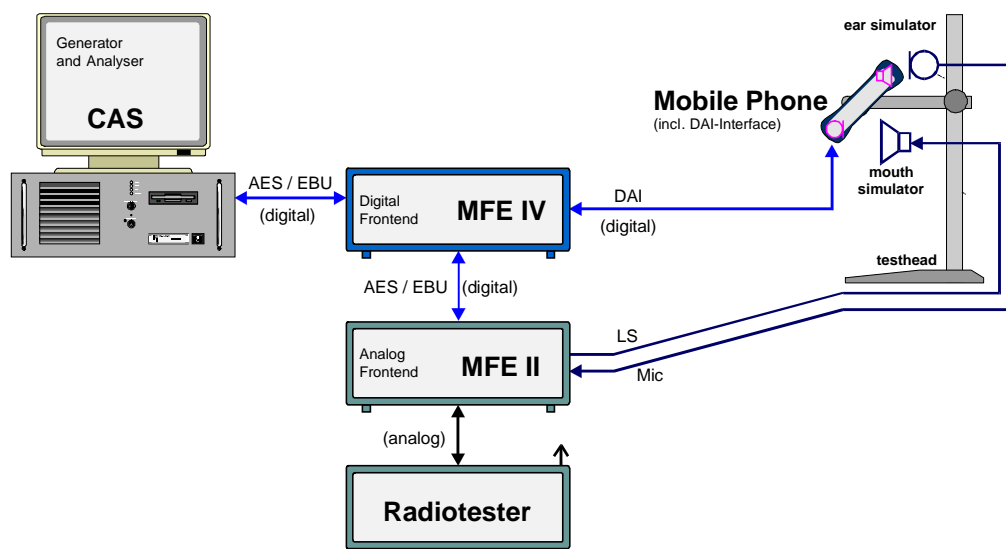 Generator
and Analyser
CAS
ear simulator
Mobile Phone
(incl. DAI-Interface)
mouth
simulator
testhead
AES / EBU
(digital)
Digital
Frontend
MFE IV
DAI
(digital)
AES / EBU
(digital)
Analog
Frontend
MFE II
LS
Mic
(analog)
Radiotester